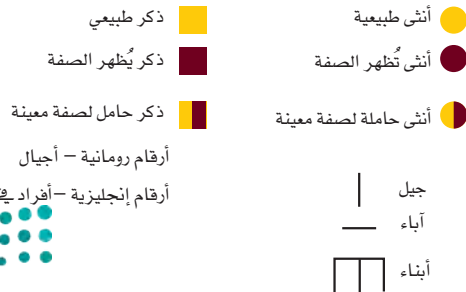 أنثى طبيعية
أنثى تُظهر الصفة
أنثى حاملة لصفة معينة
جيل
آباء
أبناء
ذكر طبيعي
ذكر يُظهر الصفة
ذكر حامل لصفة معينة
أرقام رومانية – أجيال
أرقام إنجليزية –أفراد في